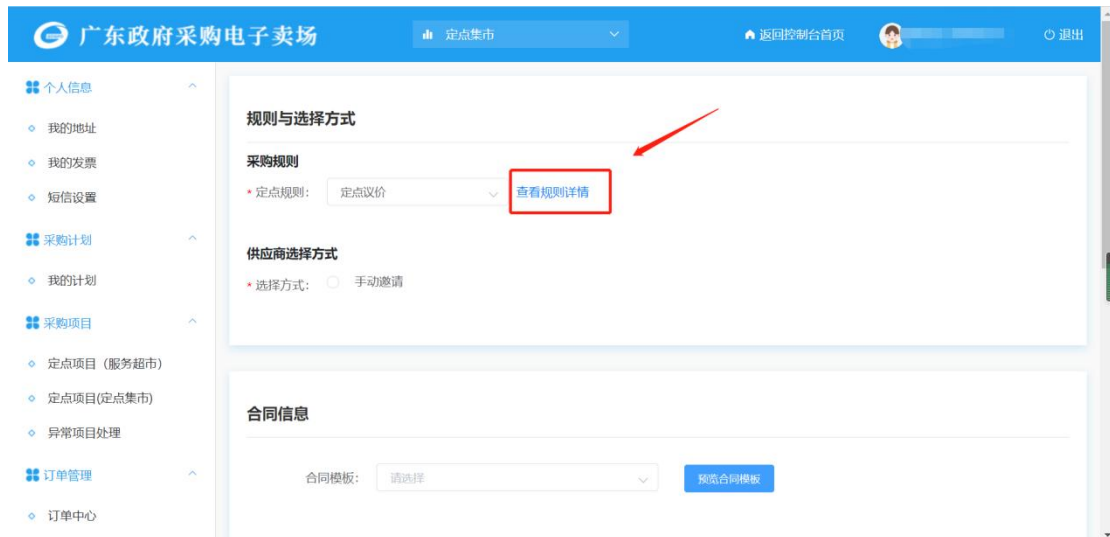 广东政府采购电子卖场
定点集市
返回控制台首页
退出
个人信息
我的地址
我的发票
短信设置
采购计划
我的计划
采购项目
定点项目（服务超市）
定点项目(定点集市)
异常项目处理
订单管理
订单中心
规则与选择方式
采购规则
* 定点规则： 定点议价 查看规则详情
供应商选择方式
* 选择方式： 手动邀请
合同信息
合同模板： 请选择 预览合同模板